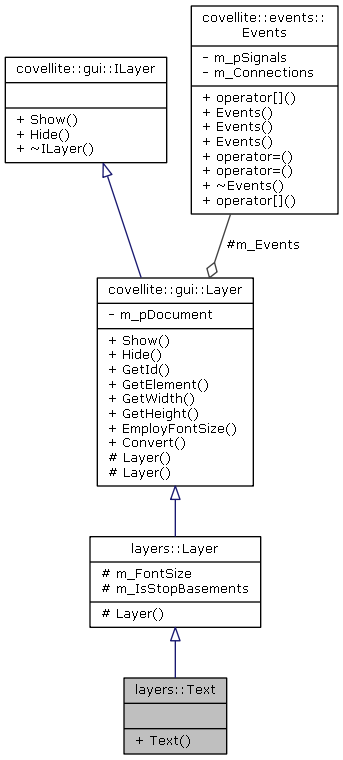 covellite::events::
Events
- m_pSignals
- m_Connections
+ operator[]()
+ Events()
+ Events()
+ Events()
+ operator=()
+ operator=()
+ ~Events()
+ operator[]()
covellite::gui::ILayer
+ Show()
+ Hide()
+ ~ILayer()
#m_Events
covellite::gui::Layer
- m_pDocument
+ Show()
+ Hide()
+ GetId()
+ GetElement()
+ GetWidth()
+ GetHeight()
+ EmployFontSize()
+ Convert()
# Layer()
# Layer()
layers::Layer
# m_FontSize
# m_IsStopBasements
# Layer()
layers::Text
+ Text()